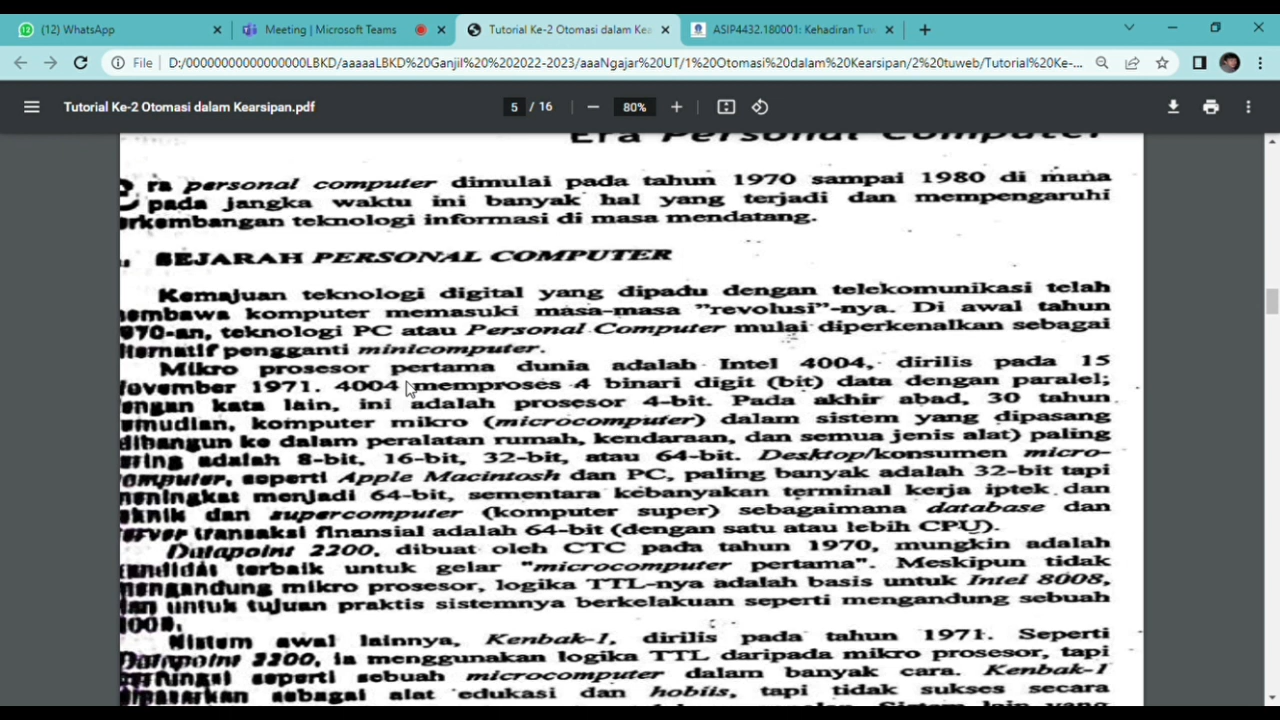 (12) WhatsApp
Meeting | Microsoft Teams
Tutorial Ke-2 Otomasi dalam Kea
ASIP4432.180001: Kehadiran Tuw
File
D:/00000000000000000LBKD/aaaaaLBKD%20Ganjil%20%202022-2023/aaaNgajar%20UT/1%20Otomasi%20dalam%20Kearsipan/2%20tuweb/Tutorial%20Ke-...
Tutorial Ke-2 Otomasi dalam Kearsipan.pdf
5 / 16
80%
Era Personal Computer
ra personal computer dimulai pada tahun 1970 sampai 1980 di mana
pada jangka waktu ini banyak hal yang terjadi dan mempengaruhi
rkembangan teknologi informasi di masa mendatang.
SEJARAH PERSONAL COMPUTER
Kemajuan teknologi digital yang dipadu dengan telekomunikasi telah
embawa komputer memasuki masa-masa "revolusi"-nya. Di awal tahun
970-an, teknologi PC atau Personal Computer mulai diperkenalkan sebagai
lternatif pengganti minicomputer.
Mikro prosesor pertama dunia adalah Intel 4004, dirilis pada 15
ovember 1971. 4004 memproses 4 binari digit (bit) data dengan paralel;
engan kata lain, ini adalah prosesor 4-bit. Pada akhir abad, 30 tahun
emudian, komputer mikro (microcomputer) dalam sistem yang dipasang
dibangun ke dalam peralatan rumah, kendaraan, dan semua jenis alat) paling
ering adalah 8-bit, 16-bit, 32-bit, atau 64-bit. Desktop/konsumen micro-
omputer, seperti Apple Macintosh dan PC, paling banyak adalah 32-bit tapi
meningkat menjadi 64-bit, sementara kebanyakan terminal kerja iptek dan
eknik dan supercomputer (komputer super) sebagaimana database dan
erver transaksi finansial adalah 64-bit (dengan satu atau lebih CPU).
Datapoint 2200, dibuat oleh CTC pada tahun 1970, mungkin adalah
kandidat terbaik untuk gelar "microcomputer pertama". Meskipun tidak
mengandung mikro prosesor, logika TTL-nya adalah basis untuk Intel 8008,
dan untuk tujuan praktis sistemnya berkelakuan seperti mengandung sebuah
8008.
Sistem awal lainnya, Kenbak-1, dirilis pada tahun 1971. Seperti
Datapoint 2200, ia menggunakan logika TTL daripada mikro prosesor, tapi
berfungsi seperti sebuah microcomputer dalam banyak cara. Kenbak-1
dipasarkan sebagai alat edukasi dan hobiis, tapi tidak sukses secara